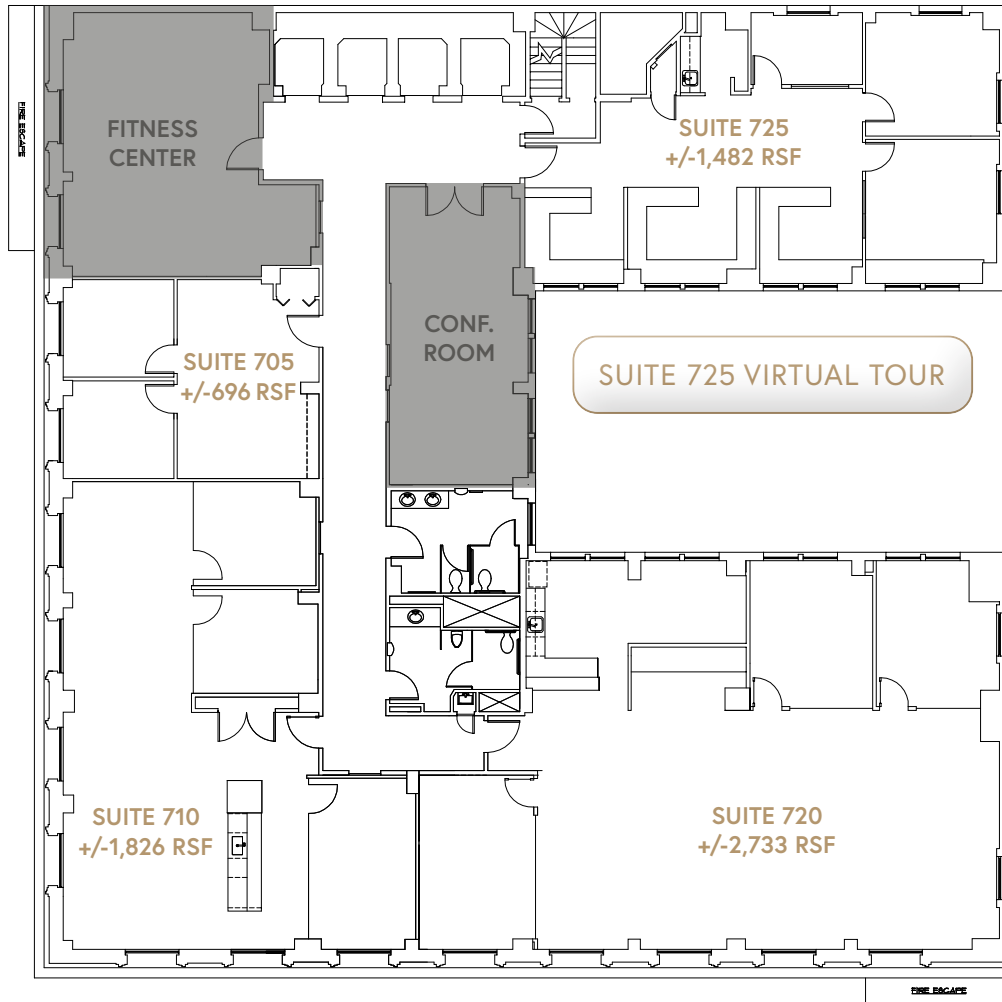 FIRE ESCAPE
FITNESS
CENTER
SUITE 725
+/-1,482 RSF
CONF.
ROOM
SUITE 705
+/-696 RSF
SUITE 725 VIRTUAL TOUR
SUITE 710
+/-1,826 RSF
SUITE 720
+/-2,733 RSF
FIRE ESCAPE